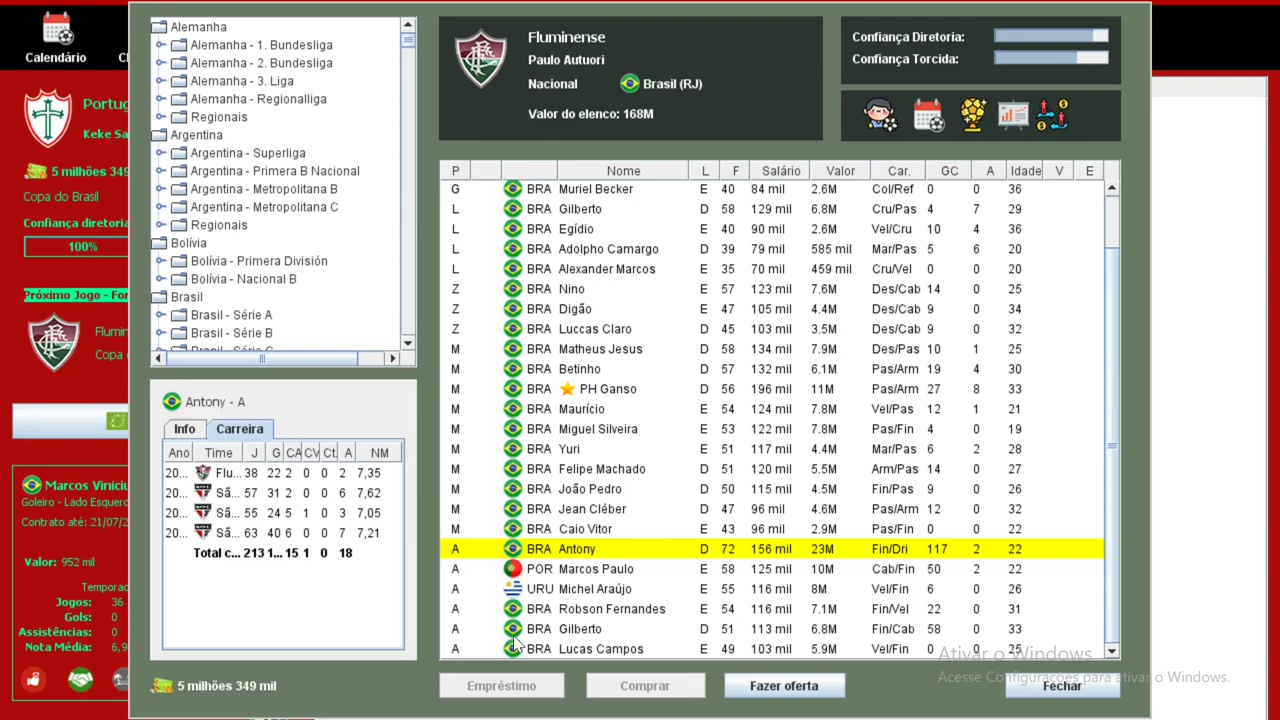 Calendário
Portug
Keke Sa
5 milhões 349
Copa do Brasil
Confiança diretoria
100%
Próximo Jogo - For
Flumin
Copa
Marcos Viniciu
Goleiro - Lado Esquerdo
Contrato até: 21/07/2
Valor: 952 mil
Temporad
Jogos: 36
Gols: 0
Assistências: 0
Nota Média: 6,9
Alemanha
Alemanha - 1. Bundesliga
Alemanha - 2. Bundesliga
Alemanha - 3. Liga
Alemanha - Regionalliga
Regionais
Argentina
Argentina - Superliga
Argentina - Primera B Nacional
Argentina - Metropolitana B
Argentina - Metropolitana C
Regionais
Bolívia
Bolívia - Primera División
Bolívia - Nacional B
Brasil
Brasil - Série A
Brasil - Série B
Brasil - Série C
Antony - A
Info Carreira
Ano Time J G CA CV Ct. A NM
20... Flu... 38 22 2 0 0 2 7,35
20... Sã... 57 31 2 0 0 6 7,62
20... Sã... 55 24 5 1 0 3 7,05
20... Sã... 63 40 6 0 0 7 7,21
Total c... 213 1... 15 1 0 18
5 milhões 349 mil
Fluminense
Paulo Autuori
Nacional Brasil (RJ)
Valor do elenco: 168M
Confiança Diretoria:
Confiança Torcida:
P Nome L F Salário Valor Car. GC A Idade V E
G BRA Muriel Becker E 40 84 mil 2.6M Col/Ref 0 0 36
L BRA Gilberto D 58 129 mil 6.8M Cru/Pas 4 7 29
L BRA Egídio E 40 90 mil 2.6M Vel/Cru 10 4 36
L BRA Adolpho Camargo D 39 79 mil 585 mil Mar/Pas 5 6 20
L BRA Alexander Marcos E 35 70 mil 459 mil Cru/Vel 0 0 20
Z BRA Nino E 57 123 mil 7.6M Des/Cab 14 0 25
Z BRA Digão E 47 105 mil 4.4M Des/Cab 9 0 34
Z BRA Luccas Claro D 45 103 mil 3.5M Des/Cab 9 0 32
M BRA Matheus Jesus D 58 134 mil 7.9M Des/Pas 10 1 25
M BRA Betinho D 57 132 mil 6.1M Pas/Arm 19 4 30
M BRA PH Ganso D 56 196 mil 11M Pas/Arm 27 8 33
M BRA Maurício E 54 124 mil 7.8M Vel/Pas 12 1 21
M BRA Miguel Silveira E 53 122 mil 7.8M Pas/Fin 4 0 19
M BRA Yuri E 51 117 mil 4.4M Mar/Pas 6 2 28
M BRA Felipe Machado D 51 120 mil 5.5M Arm/Pas 14 0 27
M BRA João Pedro D 50 115 mil 4.5M Fin/Pas 9 0 26
M BRA Jean Cléber D 47 96 mil 4.6M Pas/Arm 12 0 32
M BRA Caio Vitor E 43 96 mil 2.9M Pas/Fin 0 0 22
A BRA Antony D 72 156 mil 23M Fin/Dri 117 2 22
A POR Marcos Paulo E 58 125 mil 10M Cab/Fin 50 2 22
A URU Michel Araújo E 55 116 mil 8M Vel/Fin 6 0 26
A BRA Robson Fernandes E 54 116 mil 7.1M Fin/Vel 22 0 31
A BRA Gilberto D 51 113 mil 6.8M Fin/Cab 58 0 33
A BRA Lucas Campos E 49 103 mil 5.9M Vel/Fin 0 0 25
Empréstimo Comprar Fazer oferta Fechar
Ativar o Windows
Acesse Configurações para ativar o Windows.